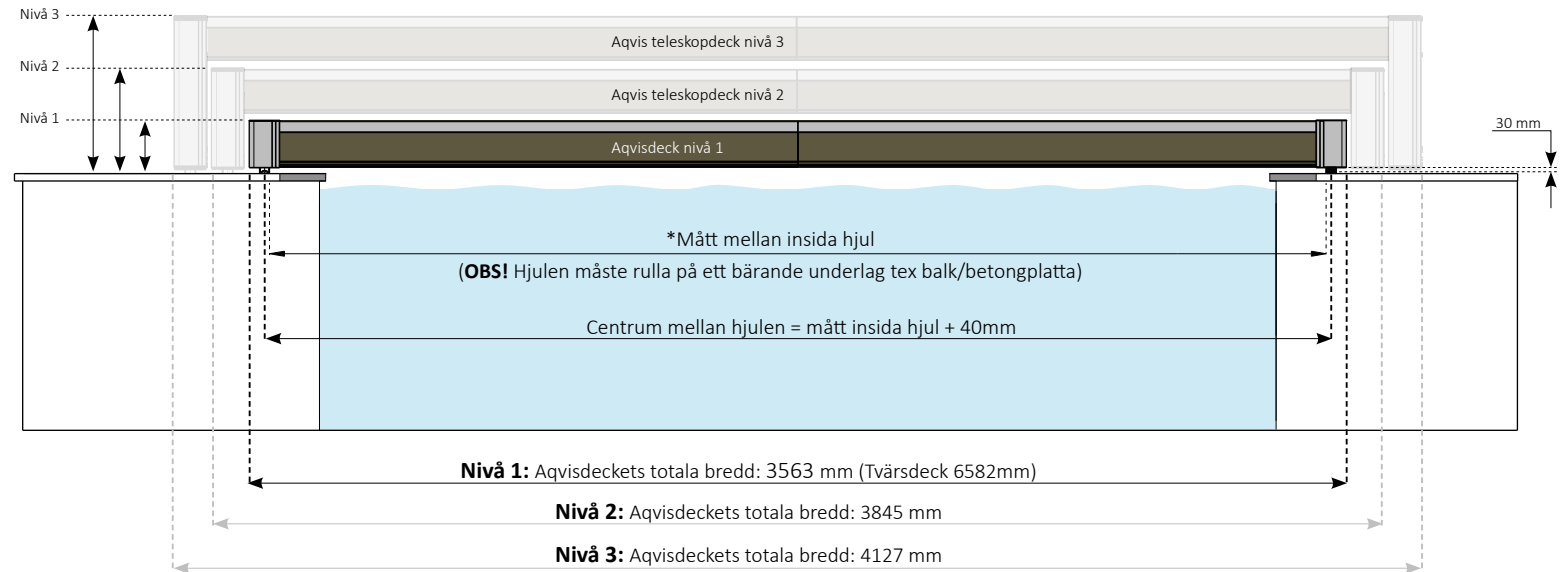 Nivå 3
Aqvis teleskopdeck nivå 3
Nivå 2
Aqvis teleskopdeck nivå 2
Nivå 1
30 mm
Aqvisdeck nivå 1
*Mått mellan insida hjul
(OBS! Hjulen måste rulla på ett bärande underlag tex balk/betongplatta)
Centrum mellan hjulen = mått insida hjul + 40mm
Nivå 1: Aqvisdeckets totala bredd: 3563 mm (Tvärsdeck 6582mm)
Nivå 2: Aqvisdeckets totala bredd: 3845 mm
Nivå 3: Aqvisdeckets totala bredd: 4127 mm